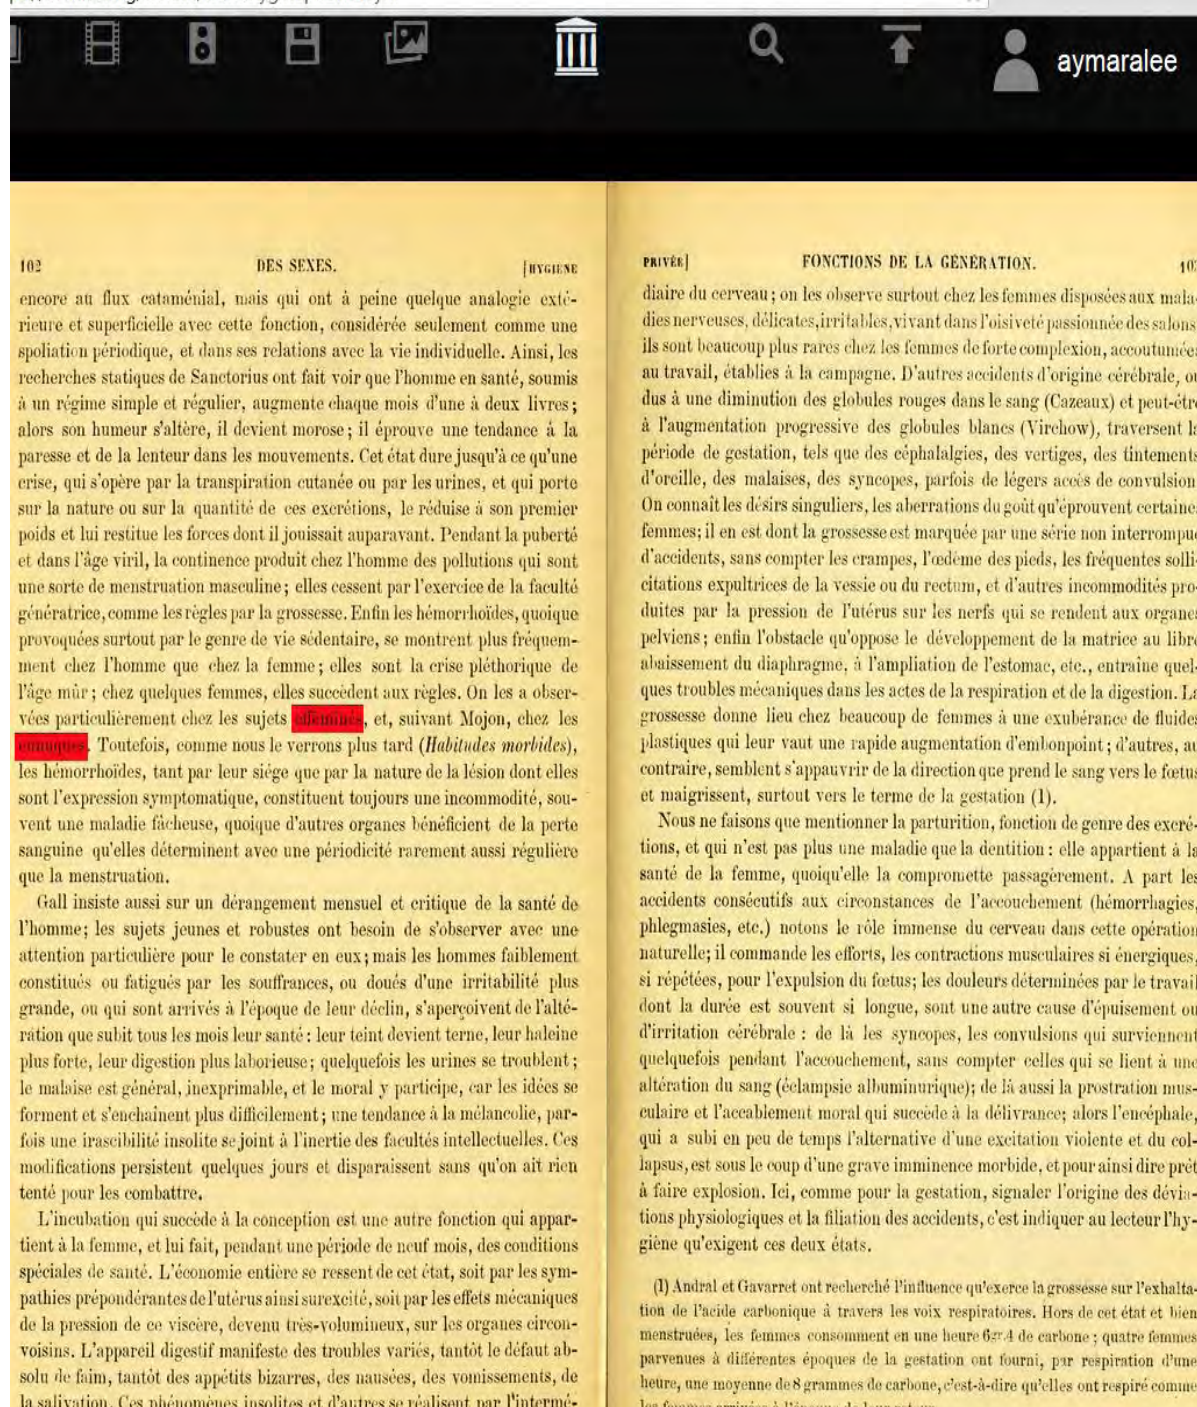 aymaralee
102 DES SEXES. [HYGIÈNE
encore au flux cataménial, mais qui ont à peine quelque analogie exté-
rieure et superficielle avec cette fonction, considérée seulement comme une
spoliation périodique, et dans ses relations avec la vie individuelle. Ainsi, les
recherches statiques de Sanctorius ont fait voir que l'homme en santé, soumis
à un régime simple et régulier, augmente chaque mois d'une à deux livres;
alors son humeur s'altère, il devient morose; il éprouve une tendance à la
paresse et de la lenteur dans les mouvements. Cet état dure jusqu'à ce qu'une
crise, qui s'opère par la transpiration cutanée ou par les urines, et qui porte
sur la nature ou sur la quantité de ces excrétions, le réduise à son premier
poids et lui restitue les forces dont il jouissait auparavant. Pendant la puberté
et dans l'âge viril, la continence produit chez l'homme des pollutions qui sont
une sorte de menstruation masculine; elles cessent par l'exercice de la faculté
génératrice, comme les règles par la grossesse. Enfin les hémorrhoïdes, quoique
provoquées surtout par le genre de vie sédentaire, se montrent plus fréquem-
ment chez l'homme que chez la femme; elles sont la crise pléthorique de
l'âge mûr; chez quelques femmes, elles succèdent aux règles. On les a obser-
vées particulièrement chez les sujets efféminés, et, suivant Mojon, chez les
eunuques. Toutefois, comme nous le verrons plus tard (Habitudes morbides),
les hémorrhoïdes, tant par leur siége que par la nature de la lésion dont elles
sont l'expression symptomatique, constituent toujours une incommodité, sou-
vent une maladie fâcheuse, quoique d'autres organes bénéficient de la perte
sanguine qu'elles déterminent avec une périodicité rarement aussi régulière
que la menstruation.
Gall insiste aussi sur un dérangement mensuel et critique de la santé de
l'homme; les sujets jeunes et robustes ont besoin de s'observer avec une
attention particulière pour le constater en eux; mais les hommes faiblement
constitués ou fatigués par les souffrances, ou doués d'une irritabilité plus
grande, ou qui sont arrivés à l'époque de leur déclin, s'aperçoivent de l'alté-
ration que subit tous les mois leur santé: leur teint devient terne, leur haleine
plus forte, leur digestion plus laborieuse; quelquefois les urines se troublent;
le malaise est général, inexprimable, et le moral y participe, car les idées se
forment et s'enchaînent plus difficilement; une tendance à la mélancolie, par-
fois une irascibilité insolite se joint à l'inertie des facultés intellectuelles. Ces
modifications persistent quelques jours et disparaissent sans qu'on ait rien
tenté pour les combattre.
L'incubation qui succède à la conception est une autre fonction qui appar-
tient à la femme, et lui fait, pendant une période de neuf mois, des conditions
spéciales de santé. L'économie entière se ressent de cet état, soit par les sym-
pathies prépondérantes de l'utérus ainsi surexcité, soit par les effets mécaniques
de la pression de ce viscère, devenu très-volumineux, sur les organes circon-
voisins. L'appareil digestif manifeste des troubles variés, tantôt le défaut ab-
solu de faim, tantôt des appétits bizarres, des nausées, des vomissements, de
la salivation. Ces phénomènes insolites et d'autres se réalisent par l'intermé-
PRIVÉE] FONCTIONS DE LA GÉNÉRATION. 10
diaire du cerveau; on les observe surtout chez les femmes disposées aux mala-
dies nerveuses, délicates, irritables, vivant dans l'oisiveté passionnée des salons
ils sont beaucoup plus rares chez les femmes de forte complexion, accoutumées
au travail, établies à la campagne. D'autres accidents d'origine cérébrale, ou
dus à une diminution des globules rouges dans le sang (Cazeaux) et peut-être
à l'augmentation progressive des globules blancs (Virchow), traversent la
période de gestation, tels que des céphalalgies, des vertiges, des tintements
d'oreille, des malaises, des syncopes, parfois de légers accès de convulsion
On connaît les désirs singuliers, les aberrations du goût qu'éprouvent certaines
femmes; il en est dont la grossesse est marquée par une série non interrompue
d'accidents, sans compter les crampes, l'œdème des pieds, les fréquentes solli-
citations expultrices de la vessie ou du rectum, et d'autres incommodités pro-
duites par la pression de l'utérus sur les nerfs qui se rendent aux organes
pelviens; enfin l'obstacle qu'oppose le développement de la matrice au libre
abaissement du diaphragme, à l'ampliation de l'estomac, etc., entraîne quel-
ques troubles mécaniques dans les actes de la respiration et de la digestion. La
grossesse donne lieu chez beaucoup de femmes à une exubérance de fluides
plastiques qui leur vaut une rapide augmentation d'embonpoint; d'autres, au
contraire, semblent s'appauvrir de la direction que prend le sang vers le fœtus
et maigrissent, surtout vers le terme de la gestation (1).
Nous ne faisons que mentionner la parturition, fonction de genre des excré-
tions, et qui n'est pas plus une maladie que la dentition: elle appartient à la
santé de la femme, quoiqu'elle la compromette passagèrement. A part les
accidents consécutifs aux circonstances de l'accouchement (hémorrhagies,
phlegmasies, etc.) notons le rôle immense du cerveau dans cette opération
naturelle; il commande les efforts, les contractions musculaires si énergiques,
si répétées, pour l'expulsion du fœtus; les douleurs déterminées par le travail
dont la durée est souvent si longue, sont une autre cause d'épuisement ou
d'irritation cérébrale : de là les syncopes, les convulsions qui surviennent
quelquefois pendant l'accouchement, sans compter celles qui se lient à une
altération du sang (éclampsie albuminurique); de là aussi la prostration mus-
culaire et l'accablement moral qui succède à la délivrance; alors l'encéphale,
qui a subi en peu de temps l'alternative d'une excitation violente et du col-
lapsus, est sous le coup d'une grave imminence morbide, et pour ainsi dire prêt
à faire explosion. Ici, comme pour la gestation, signaler l'origine des dévia-
tions physiologiques et la filiation des accidents, c'est indiquer au lecteur l'hy-
giène qu'exigent ces deux états.
(1) Andral et Gavarret ont recherché l'influence qu'exerce la grossesse sur l'exhala-
tion de l'acide carbonique à travers les voix respiratoires. Hors de cet état et bien
menstruées, les femmes consomment en une heure 6gr.4 de carbone; quatre femmes
parvenues à différentes époques de la gestation ont fourni, par respiration d'une
heure, une moyenne de 8 grammes de carbone, c'est-à-dire qu'elles ont respiré comme